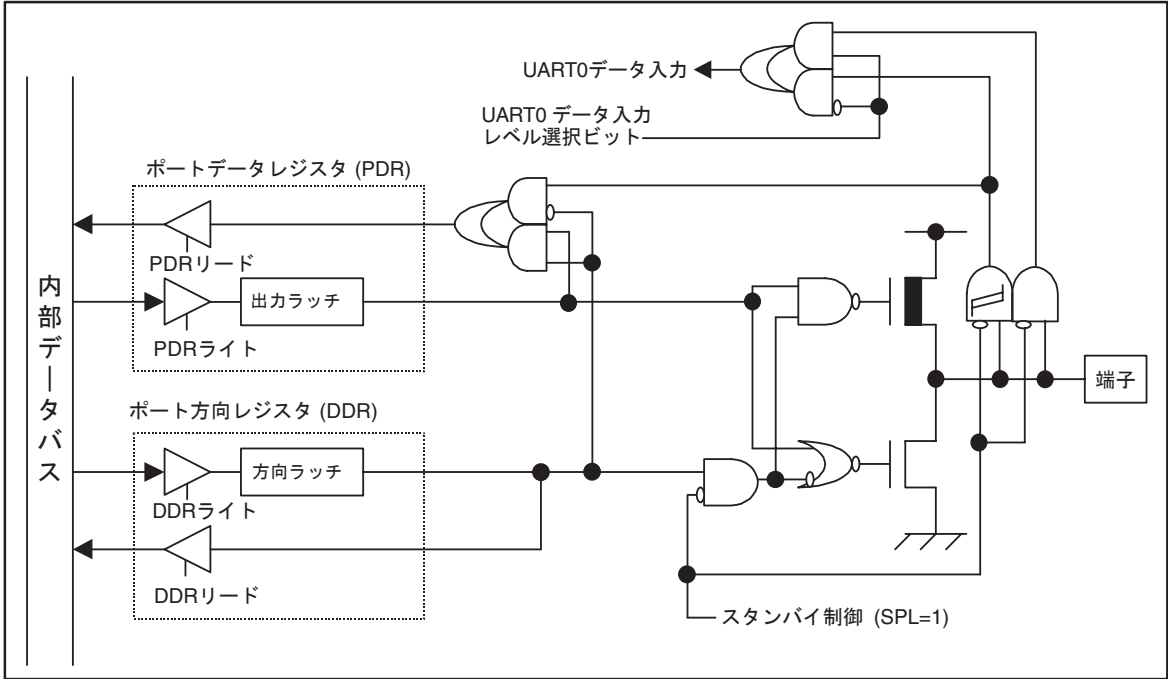 UART0データ入力
UART0 データ入力
レベル選択ビット
ポートデータレジスタ (PDR)
PDRリード
出力ラッチ
PDRライト
内部データバス
端子
ポート方向レジスタ (DDR)
方向ラッチ
DDRライト
DDRリード
スタンバイ制御 (SPL=1)